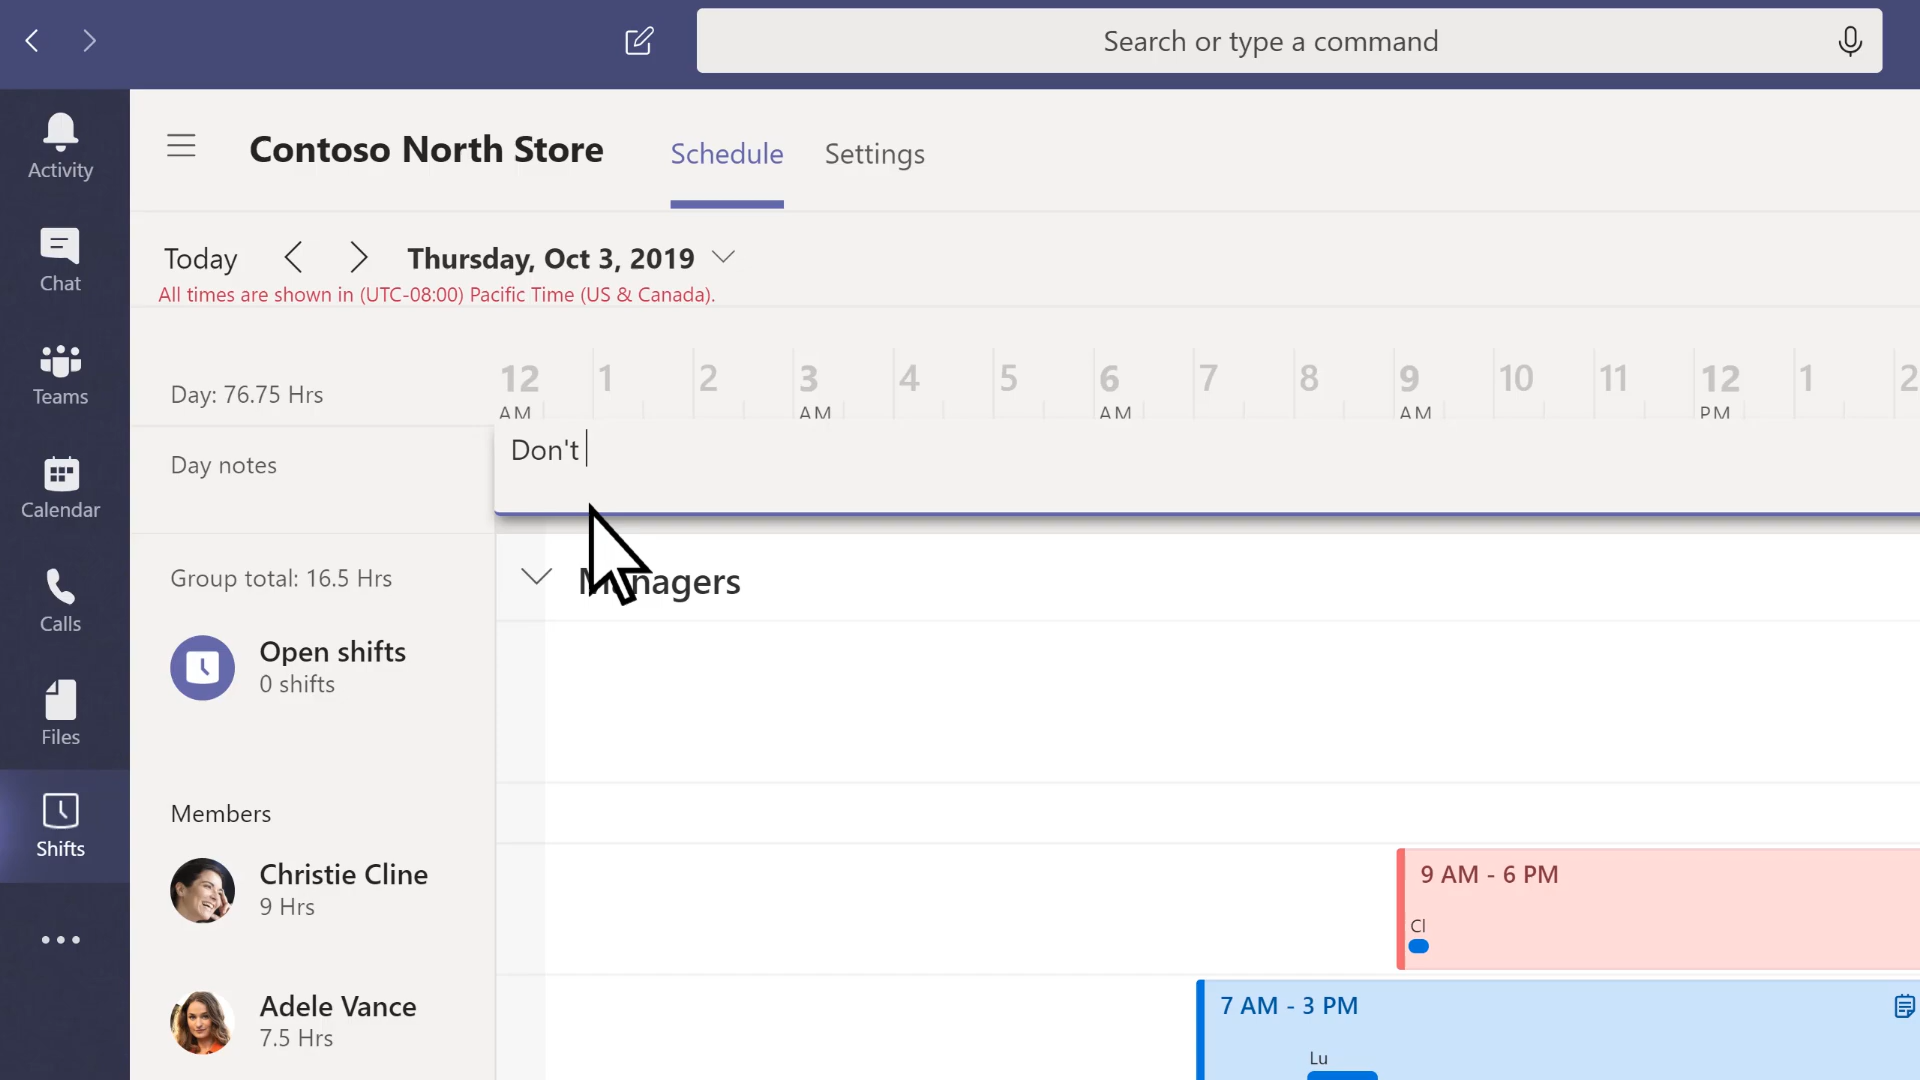 Search or type a command
Activity
Chat
Teams
Calendar
Calls
Files
Shifts
Contoso North Store
Schedule
Settings
Today
Thursday, Oct 3, 2019
All times are shown in (UTC-08:00) Pacific Time (US & Canada).
Day: 76.75 Hrs
12 1 2 3 4 5 6 7 8 9 10 11 12 1 2
AM AM AM AM PM
Day notes
Don't
Group total: 16.5 Hrs
Managers
Open shifts
0 shifts
Members
Christie Cline
9 Hrs
9 AM - 6 PM
Cl
Adele Vance
7.5 Hrs
7 AM - 3 PM
Lu